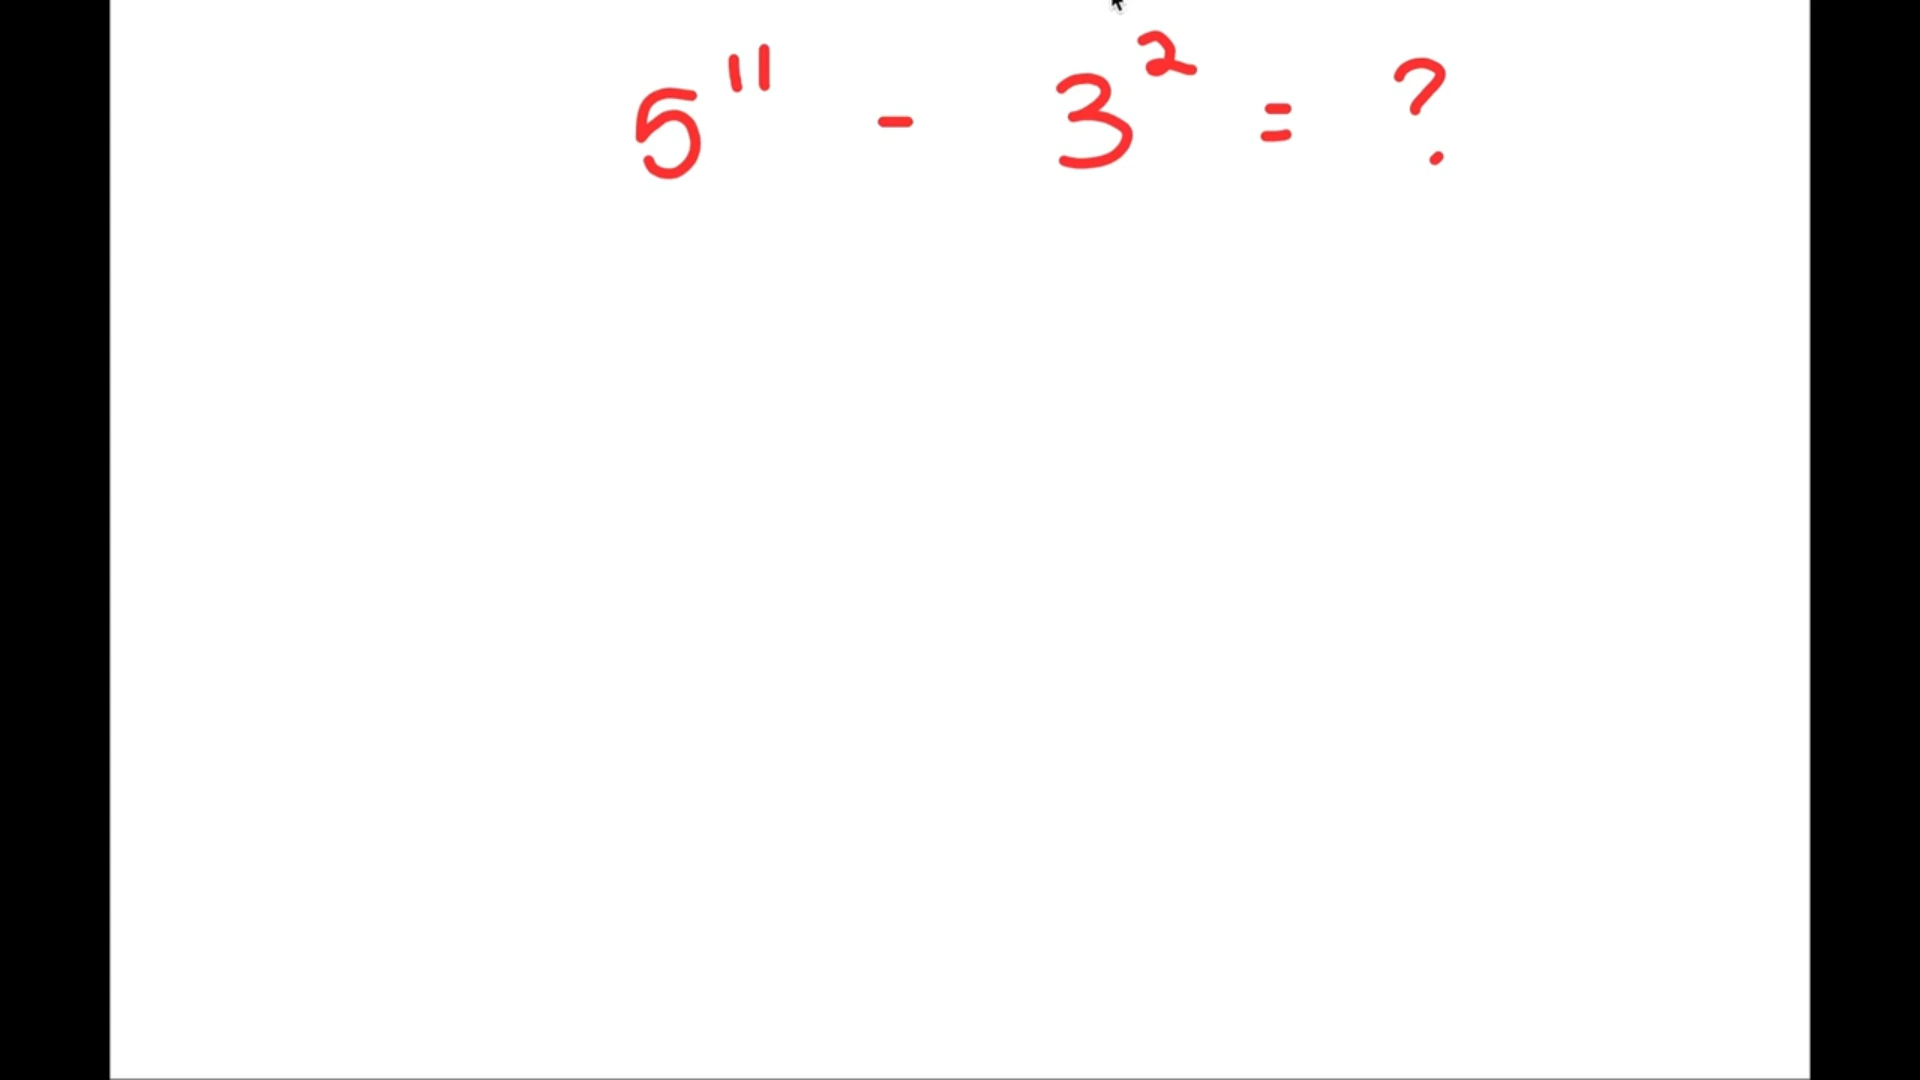 5¹¹ - 3² = ?